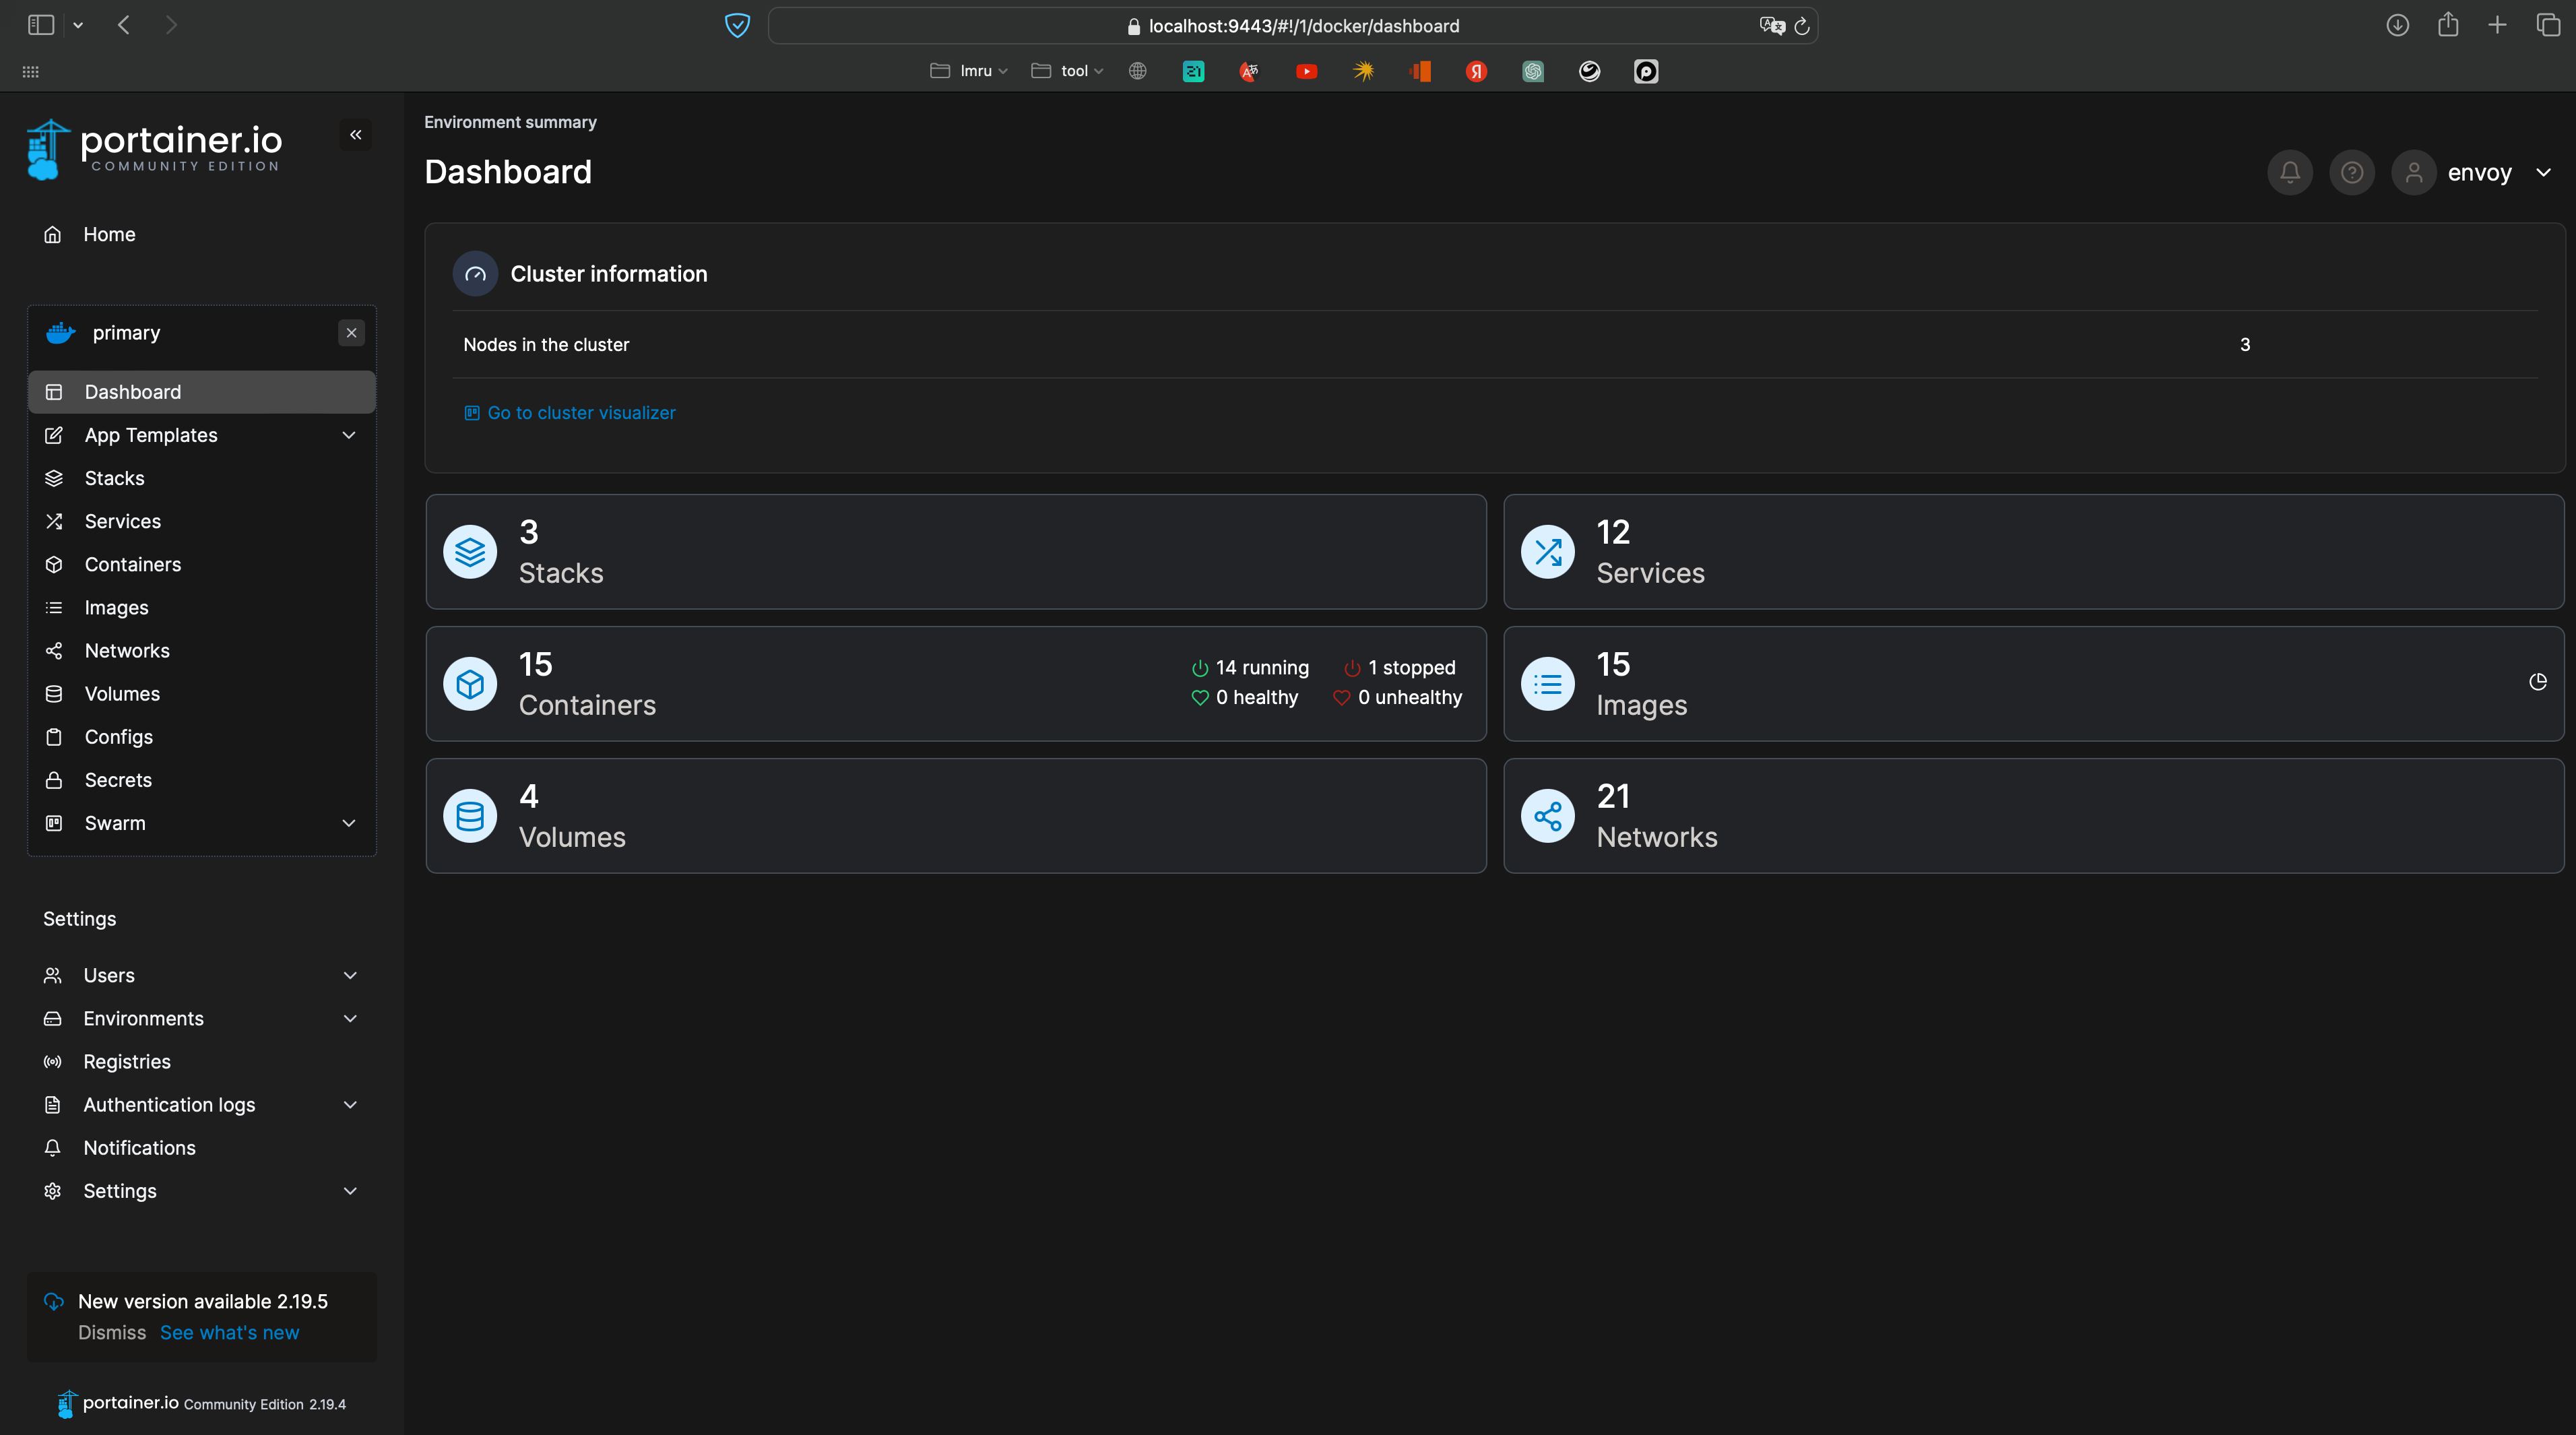 localhost:9443/#!/1/docker/dashboard
lmru
tool
portainer.io
COMMUNITY EDITION
Home
primary
Dashboard
App Templates
Stacks
Services
Containers
Images
Networks
Volumes
Configs
Secrets
Swarm
Settings
Users
Environments
Registries
Authentication logs
Notifications
Settings
New version available 2.19.5
Dismiss See what's new
portainer.io Community Edition 2.19.4
Environment summary
Dashboard
envoy
Cluster information
Nodes in the cluster 3
Go to cluster visualizer
3
Stacks
12
Services
15
Containers
14 running 1 stopped
0 healthy 0 unhealthy
15
Images
4
Volumes
21
Networks